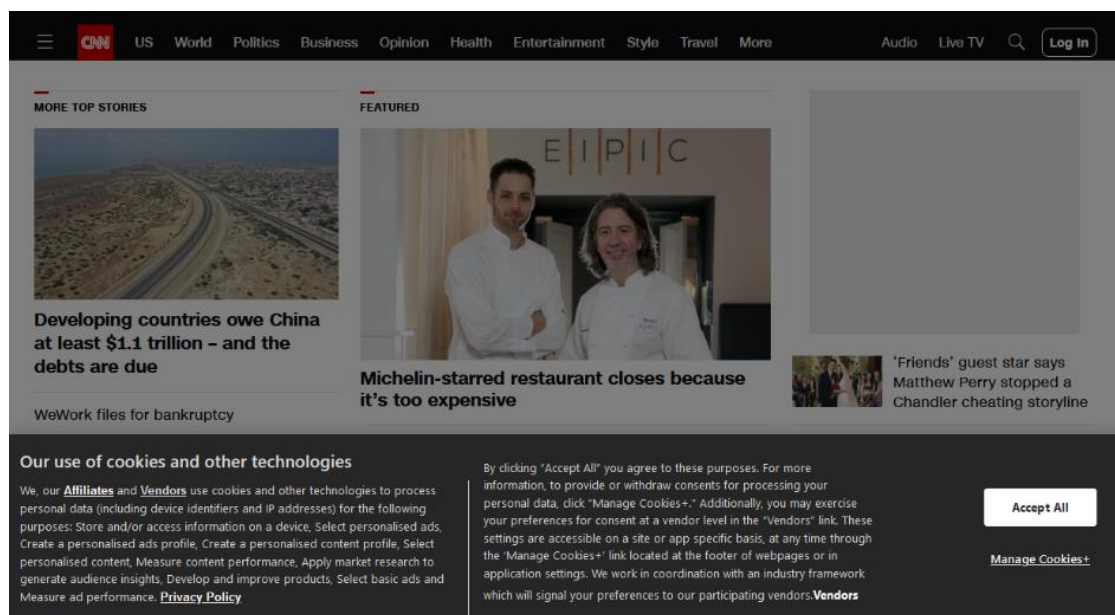 CNN US World Politics Business Opinion Health Entertainment Style Travel More Audio Live TV Log In
MORE TOP STORIES
Developing countries owe China
at least $1.1 trillion – and the
debts are due
WeWork files for bankruptcy
FEATURED
E|I|P|I|C
Michelin-starred restaurant closes because
it's too expensive
'Friends' guest star says
Matthew Perry stopped a
Chandler cheating storyline
Our use of cookies and other technologies
We, our Affiliates and Vendors use cookies and other technologies to process
personal data (including device identifiers and IP addresses) for the following
purposes: Store and/or access information on a device, Select personalised ads,
Create a personalised ads profile, Create a personalised content profile, Select
personalised content, Measure content performance, Apply market research to
generate audience insights, Develop and improve products, Select basic ads and
Measure ad performance. Privacy Policy
By clicking "Accept All" you agree to these purposes. For more
information, to provide or withdraw consents for processing your
personal data, click "Manage Cookies+." Additionally, you may exercise
your preferences for consent at a vendor level in the "Vendors" link. These
settings are accessible on a site or app specific basis, at any time through
the 'Manage Cookies+' link located at the footer of webpages or in
application settings. We work in coordination with an industry framework
which will signal your preferences to our participating vendors.Vendors
Accept All
Manage Cookies+